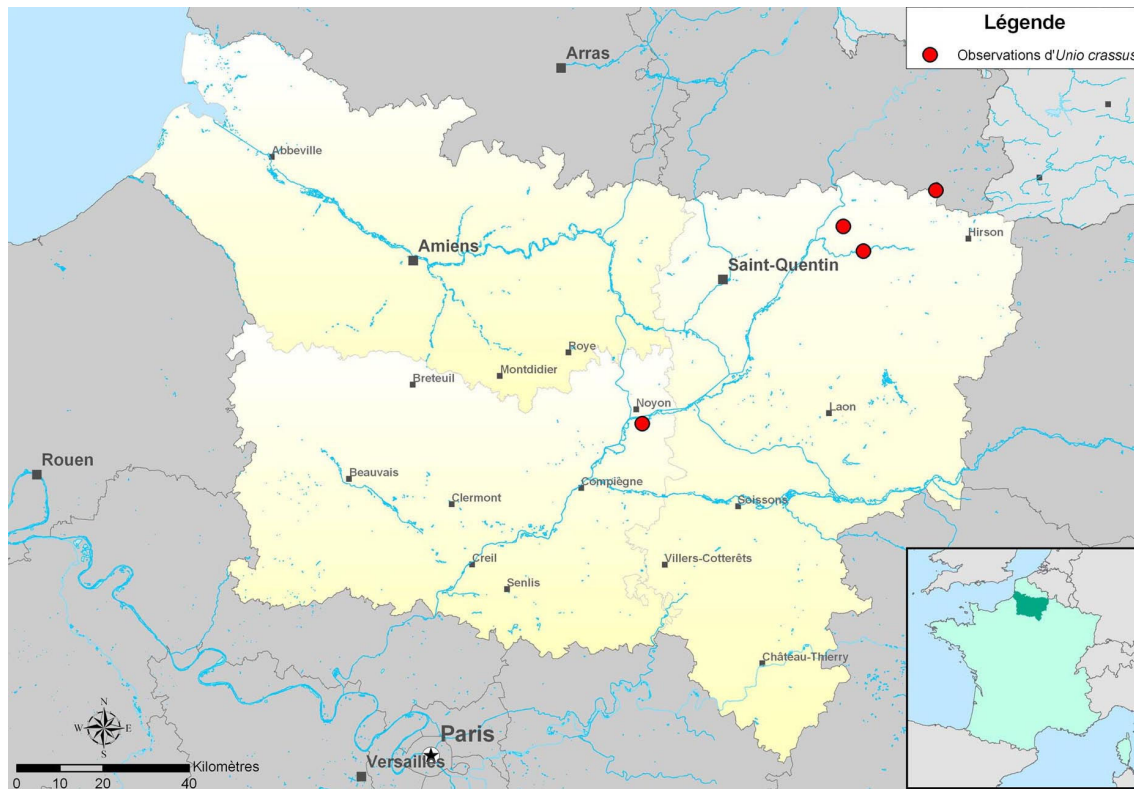 Légende
Observations d'Unio crassus
Arras
Abbeville
Amiens
Saint-Quentin
Hirson
Roye
Montdidier
Breteuil
Noyon
Laon
Rouen
Beauvais
Clermont
Compiègne
Soissons
Creil
Senlis
Villers-Cotterêts
Château-Thierry
Paris
Versailles
N
W E
S
Kilomètres
0 10 20 40